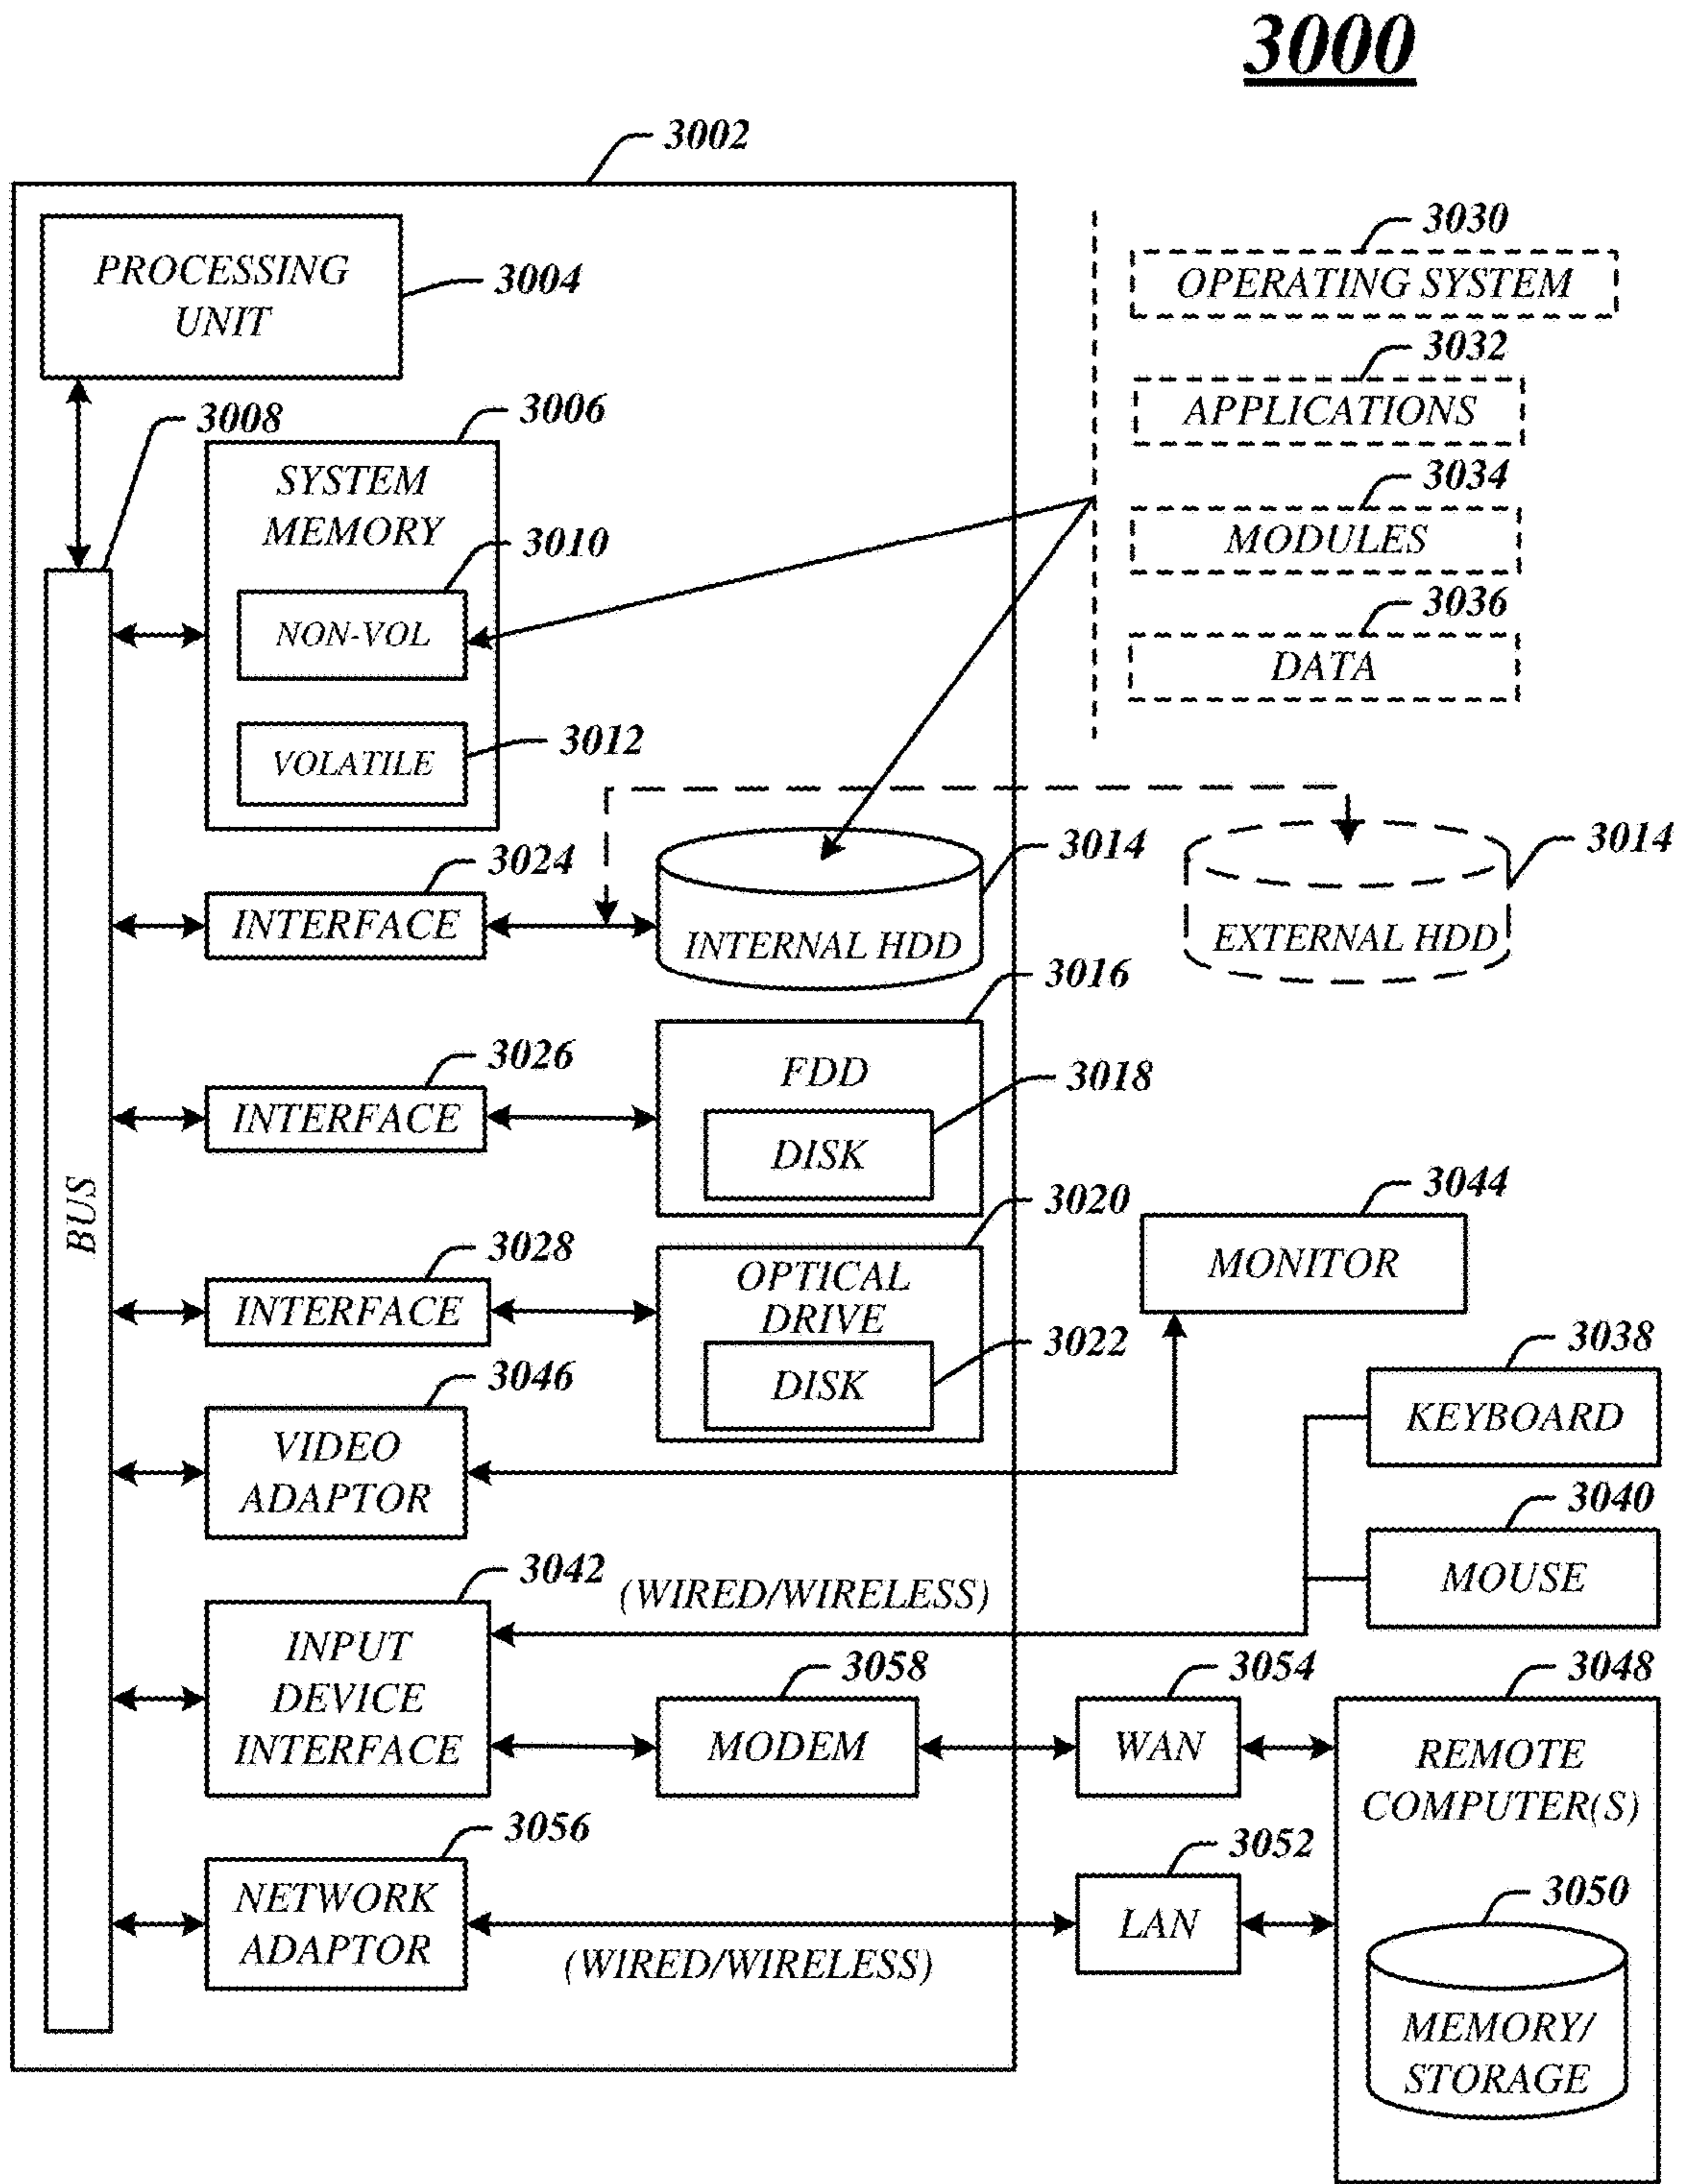 3000
3002
PROCESSING
UNIT
3004
3030
OPERATING SYSTEM
3032
APPLICATIONS
3034
MODULES
3036
DATA
3008
3006
SYSTEM
MEMORY
3010
NON-VOL
3012
VOLATILE
BUS
3024
INTERFACE
3014
INTERNAL HDD
3014
EXTERNAL HDD
3026
INTERFACE
3016
FDD
3018
DISK
3028
INTERFACE
3020
OPTICAL
DRIVE
3022
DISK
3044
MONITOR
3046
VIDEO
ADAPTOR
3038
KEYBOARD
3040
MOUSE
3042
INPUT
DEVICE
INTERFACE
(WIRED/WIRELESS)
3058
MODEM
3054
WAN
3048
REMOTE
COMPUTER(S)
3056
NETWORK
ADAPTOR
(WIRED/WIRELESS)
3052
LAN
3050
MEMORY/
STORAGE